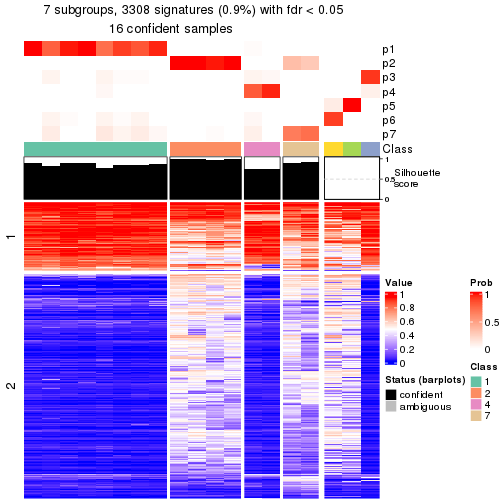 7 subgroups, 3308 signatures (0.9%) with fdr < 0.05
16 confident samples
p1
p2
p3
p4
p5
p6
p7
Class
1
0.5
0
Silhouette
score
1
2
Value
1
0.8
0.6
0.4
0.2
0
Prob
1
0.5
0
Status (barplots)
confident
ambiguous
Class
1
2
4
7